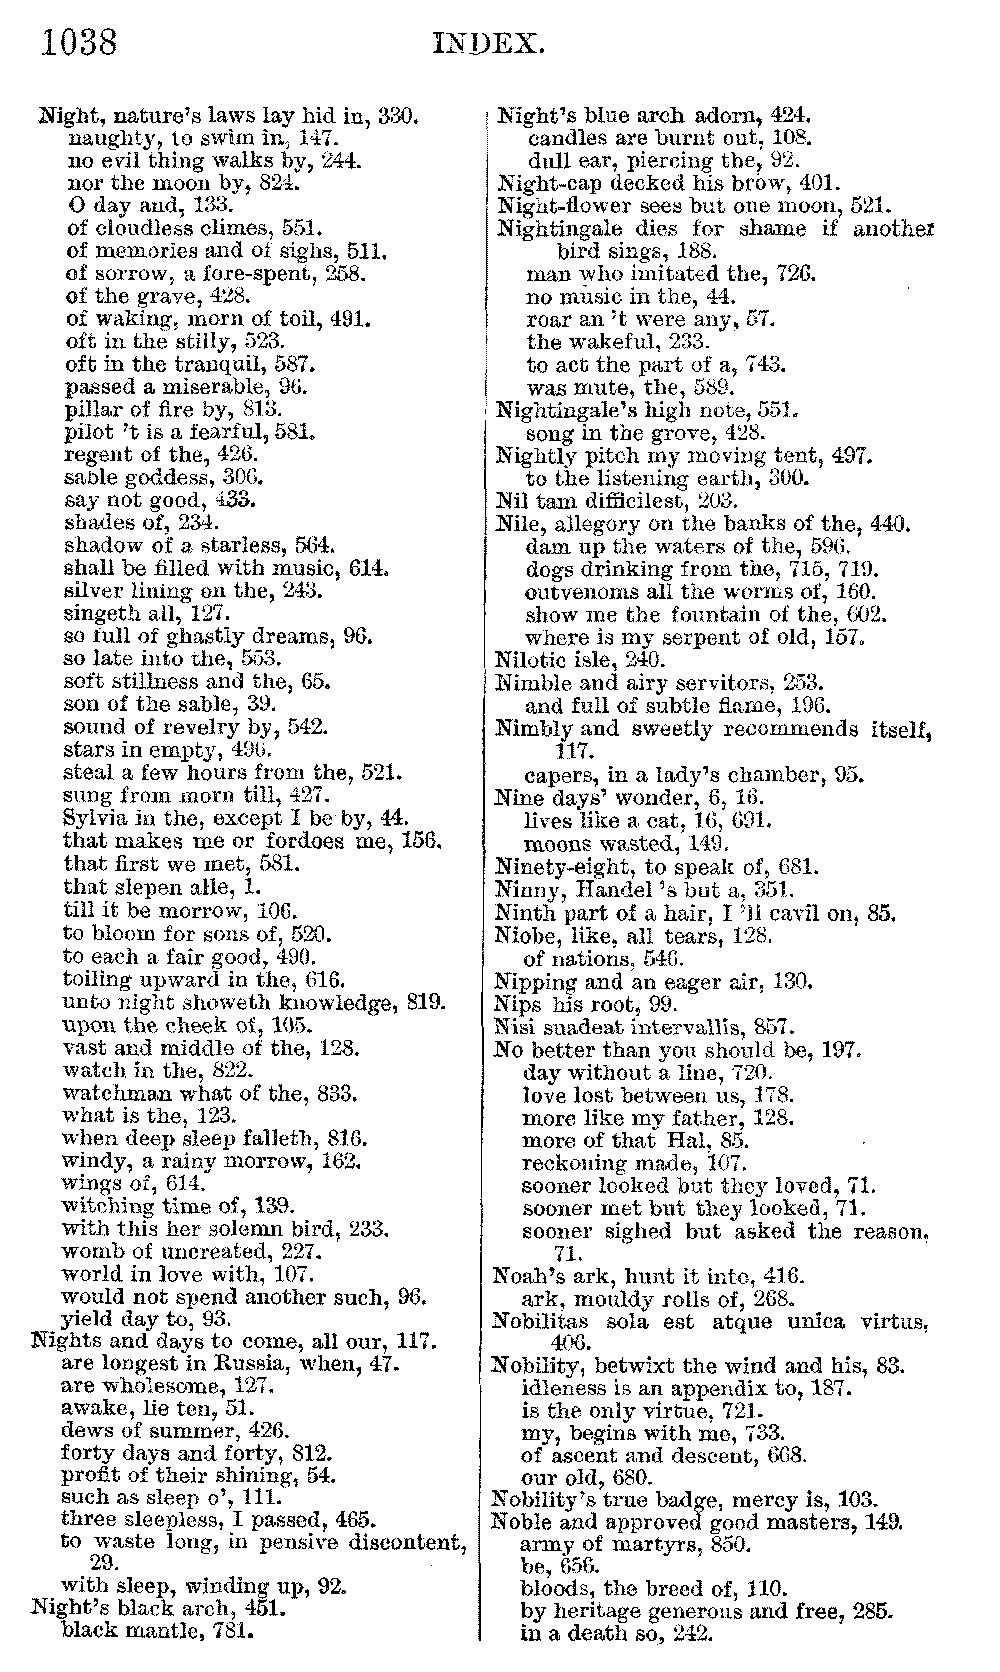 1038
INDEX.
Night, nature's laws lay hid in, 330.
naughty, to swim in, 147.
no evil thing walks by, 244.
nor the moon by, 824.
O day and, 133.
of cloudless climes, 551.
of memories and of sighs, 511.
of sorrow, a fore-spent, 258.
of the grave, 428.
of waking, morn of toil, 491.
oft in the stilly, 523.
oft in the tranquil, 587.
passed a miserable, 96.
pillar of fire by, 813.
pilot 't is a fearful, 581.
regent of the, 426.
sable goddess, 306.
say not good, 433.
shades of, 234.
shadow of a starless, 564.
shall be filled with music, 614.
silver lining on the, 243.
singeth all, 127.
so full of ghastly dreams, 96.
so late into the, 553.
soft stillness and the, 65.
son of the sable, 39.
sound of revelry by, 542.
stars in empty, 496.
steal a few hours from the, 521.
sung from morn till, 427.
Sylvia in the, except I be by, 44.
that makes me or fordoes me, 156.
that first we met, 581.
that slepen alle, 1.
till it be morrow, 106.
to bloom for sons of, 520.
to each a fair good, 490.
toiling upward in the, 616.
unto night showeth knowledge, 819.
upon the cheek of, 105.
vast and middle of the, 128.
watch in the, 822.
watchman what of the, 833.
what is the, 123.
when deep sleep falleth, 816.
windy, a rainy morrow, 162.
wings of, 614.
witching time of, 139.
with this her solemn bird, 233.
womb of uncreated, 227.
world in love with, 107.
would not spend another such, 96.
yield day to, 93.
Nights and days to come, all our, 117.
are longest in Russia, when, 47.
are wholesome, 127.
awake, lie ten, 51.
dews of summer, 426.
forty days and forty, 812.
profit of their shining, 54.
such as sleep o', 111.
three sleepless, I passed, 465.
to waste long, in pensive discontent,
29.
with sleep, winding up, 92.
Night's black arch, 451.
black mantle, 781.
Night's blue arch adorn, 424.
candles are burnt out, 108.
dull ear, piercing the, 92.
Night-cap decked his brow, 401.
Night-flower sees but one moon, 521.
Nightingale dies for shame if another
bird sings, 188.
man who imitated the, 726.
no music in the, 44.
roar an 't were any, 57.
the wakeful, 233.
to act the part of a, 743.
was mute, the, 589.
Nightingale's high note, 551.
song in the grove, 428.
Nightly pitch my moving tent, 497.
to the listening earth, 300.
Nil tam difficilest, 203.
Nile, allegory on the banks of the, 440.
dam up the waters of the, 596.
dogs drinking from the, 715, 719.
outvenoms all the worms of, 160.
show me the fountain of the, 602.
where is my serpent of old, 157.
Nilotic isle, 240.
Nimble and airy servitors, 253.
and full of subtle flame, 196.
Nimbly and sweetly recommends itself,
117.
capers, in a lady's chamber, 95.
Nine days' wonder, 6, 16.
lives like a cat, 16, 691.
moons wasted, 149.
Ninety-eight, to speak of, 681.
Ninny, Handel 's but a, 351.
Ninth part of a hair, I 'll cavil on, 85.
Niobe, like, all tears, 128.
of nations, 546.
Nipping and an eager air, 130.
Nips his root, 99.
Nisi suadeat intervallis, 857.
No better than you should be, 197.
day without a line, 720.
love lost between us, 178.
more like my father, 128.
more of that Hal, 85.
reckoning made, 107.
sooner looked but they loved, 71.
sooner met but they looked, 71.
sooner sighed but asked the reason,
71.
Noah's ark, hunt it into, 416.
ark, mouldy rolls of, 268.
Nobilitas sola est atque unica virtus,
406.
Nobility, betwixt the wind and his, 83.
idleness is an appendix to, 187.
is the only virtue, 721.
my, begins with me, 733.
of ascent and descent, 668.
our old, 680.
Nobility's true badge, mercy is, 103.
Noble and approved good masters, 149.
army of martyrs, 850.
be, 656.
bloods, the breed of, 110.
by heritage generous and free, 285.
in a death so, 242.